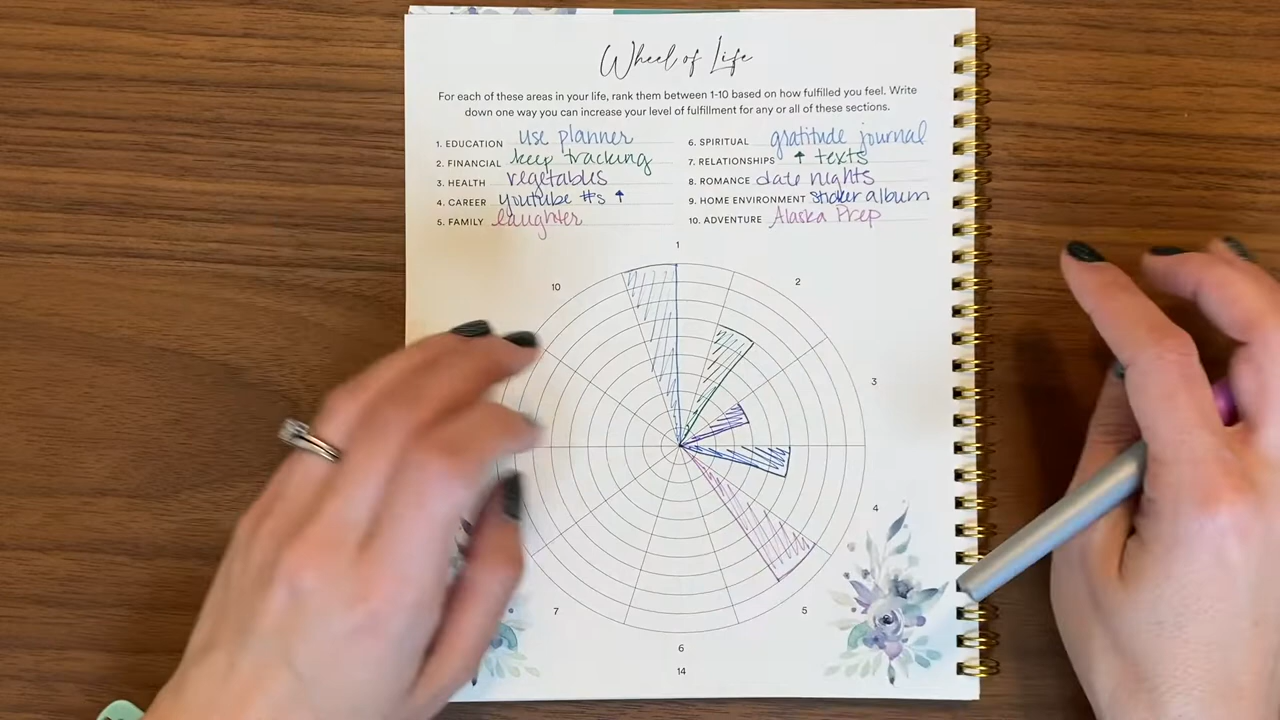 Wheel of Life
For each of these areas in your life, rank them between 1-10 based on how fulfilled you feel. Write
down one way you can increase your level of fulfillment for any or all of these sections.
1. EDUCATION use planner
2. FINANCIAL keep tracking
3. HEALTH vegetables
4. CAREER youtube #s ↑
5. FAMILY laughter
6. SPIRITUAL gratitude journal
7. RELATIONSHIPS ↑ texts
8. ROMANCE date nights
9. HOME ENVIRONMENT shaker album
10. ADVENTURE Alaska Prep
1
10
2
3
4
7
5
6
14